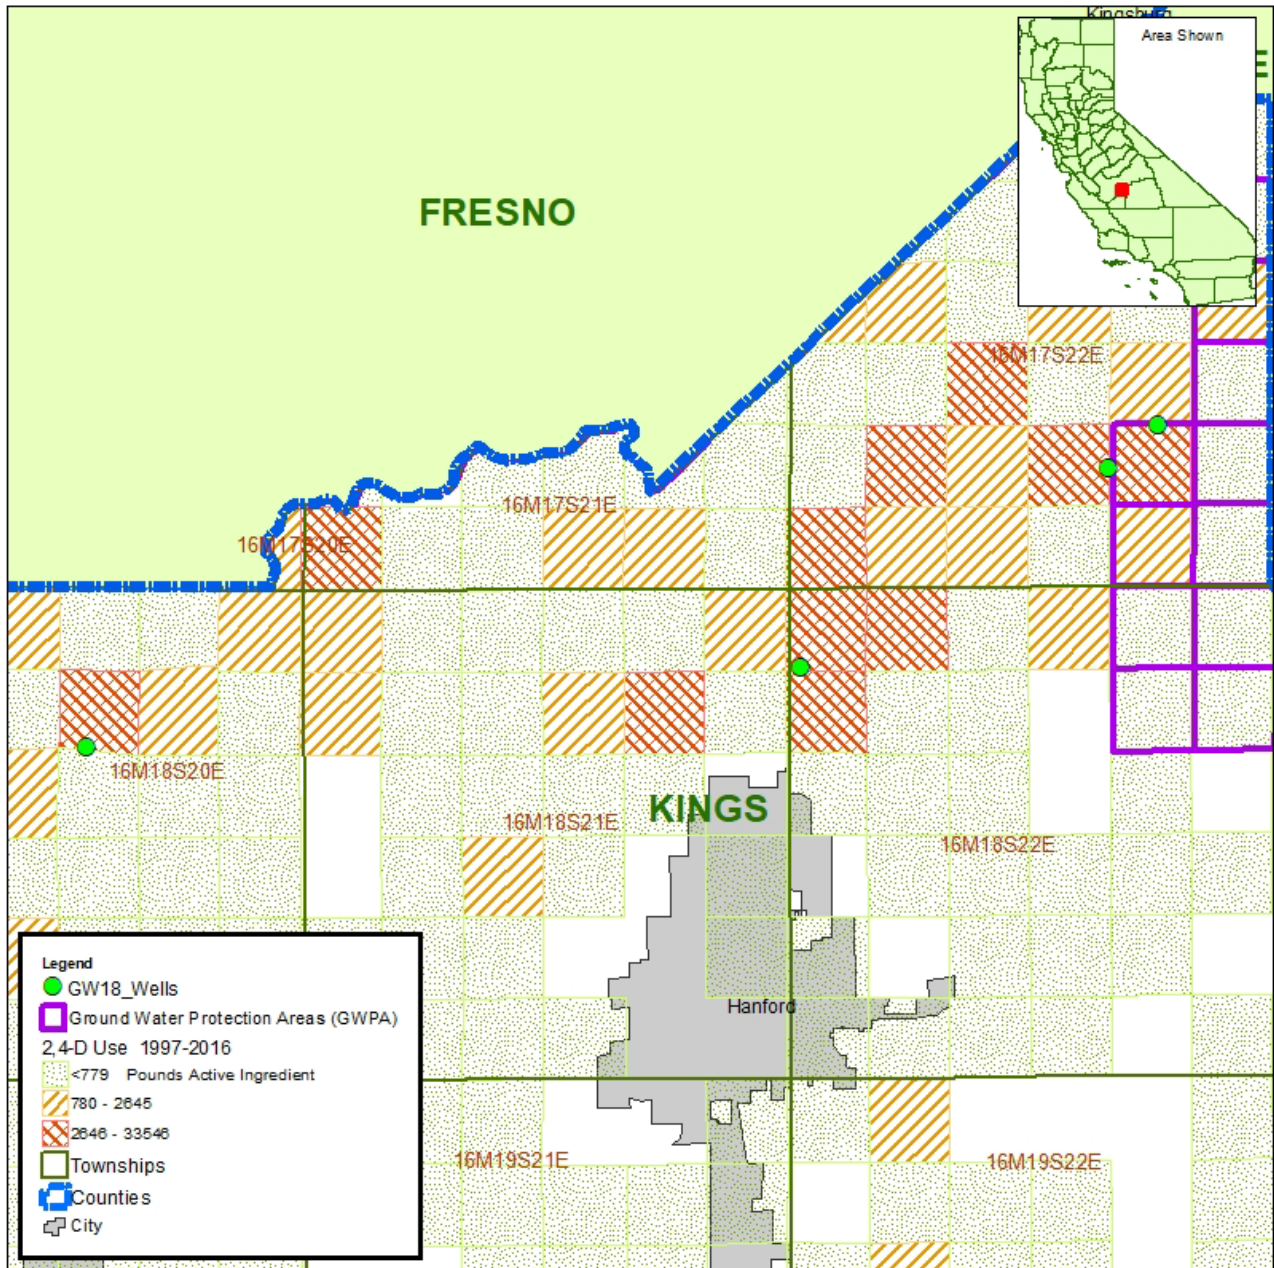 Kingsburg
Area Shown
E
FRESNO
16M17S22E
16M17S21E
16M17S20E
16M18S20E
KINGS
16M18S21E
16M18S22E
Hanford
16M19S21E
16M19S22E
Legend
GW18_Wells
Ground Water Protection Areas (GWPA)
2,4-D Use 1997-2016
<779 Pounds Active Ingredient
780 - 2645
2646 - 33546
Townships
Counties
City